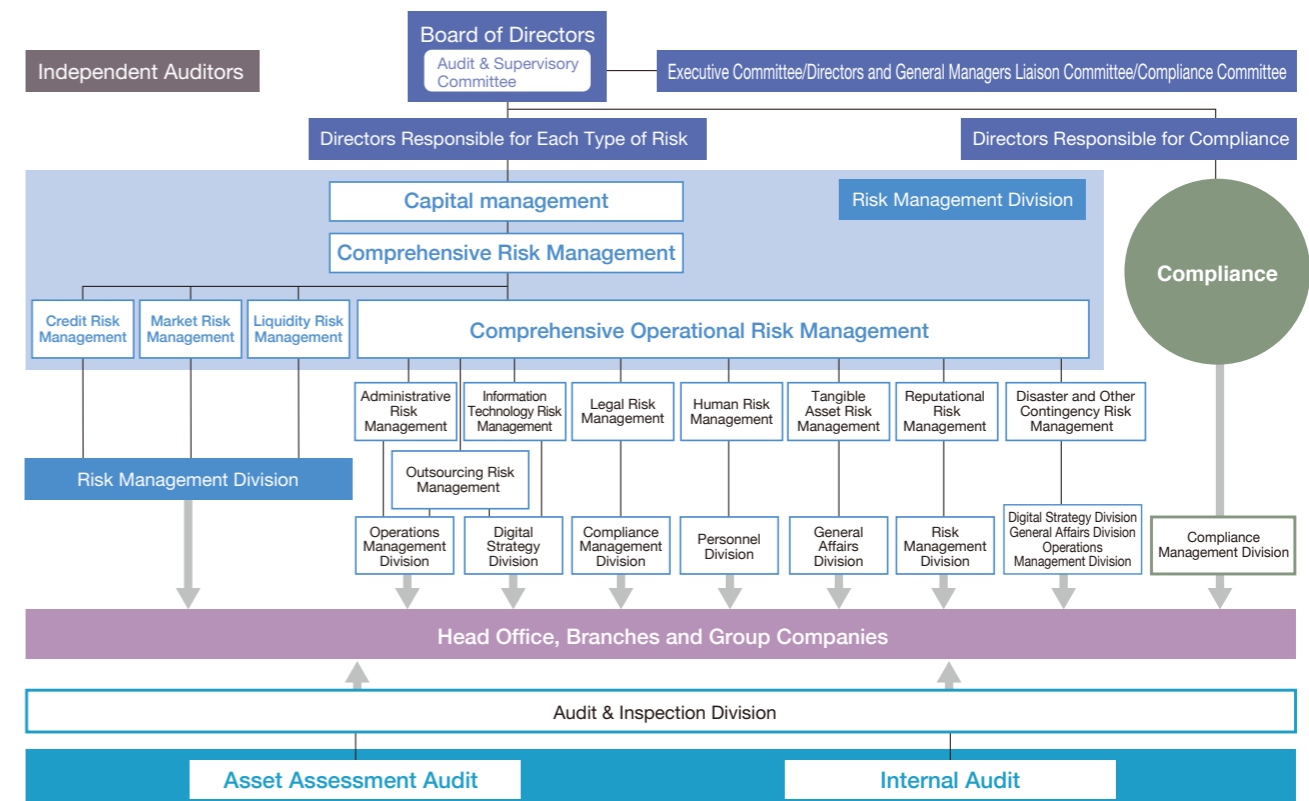 Board of Directors
Audit & Supervisory
Committee
Independent Auditors
Executive Committee/Directors and General Managers Liaison Committee/Compliance Committee
Directors Responsible for Each Type of Risk
Directors Responsible for Compliance
Capital management
Risk Management Division
Comprehensive Risk Management
Compliance
Credit Risk
Management
Market Risk
Management
Liquidity Risk
Management
Comprehensive Operational Risk Management
Administrative
Risk
Management
Information
Technology Risk
Management
Legal Risk
Management
Human Risk
Management
Tangible
Asset Risk
Management
Reputational
Risk
Management
Disaster and Other
Contingency Risk
Management
Risk Management Division
Outsourcing Risk
Management
Operations
Management
Division
Digital
Strategy
Division
Compliance
Management
Division
Personnel
Division
General
Affairs
Division
Risk
Management
Division
Digital Strategy Division
General Affairs Division
Operations
Management Division
Compliance
Management Division
Head Office, Branches and Group Companies
Audit & Inspection Division
Asset Assessment Audit
Internal Audit